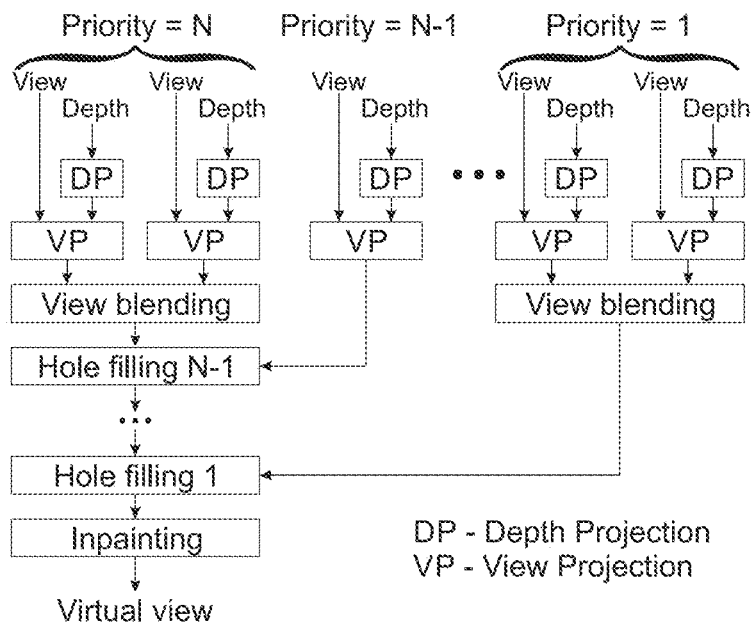 Priority = N Priority = N-1 Priority = 1
View View View View View
Depth Depth Depth Depth Depth
DP DP DP DP DP
VP VP VP VP VP
View blending View blending
Hole filling N-1
...
Hole filling 1
Inpainting
DP - Depth Projection
VP - View Projection
Virtual view